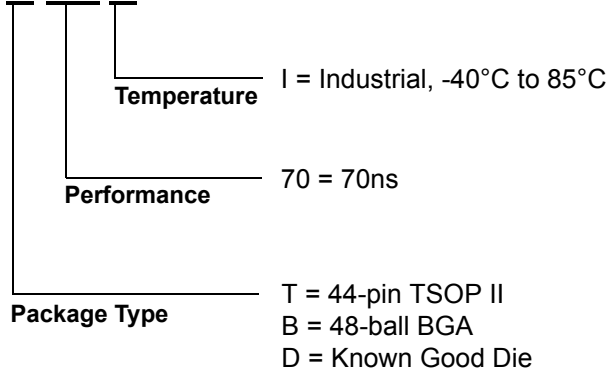 I = Industrial, -40°C to 85°C
Temperature
70 = 70ns
Performance
T = 44-pin TSOP II
Package Type
B = 48-ball BGA
D = Known Good Die